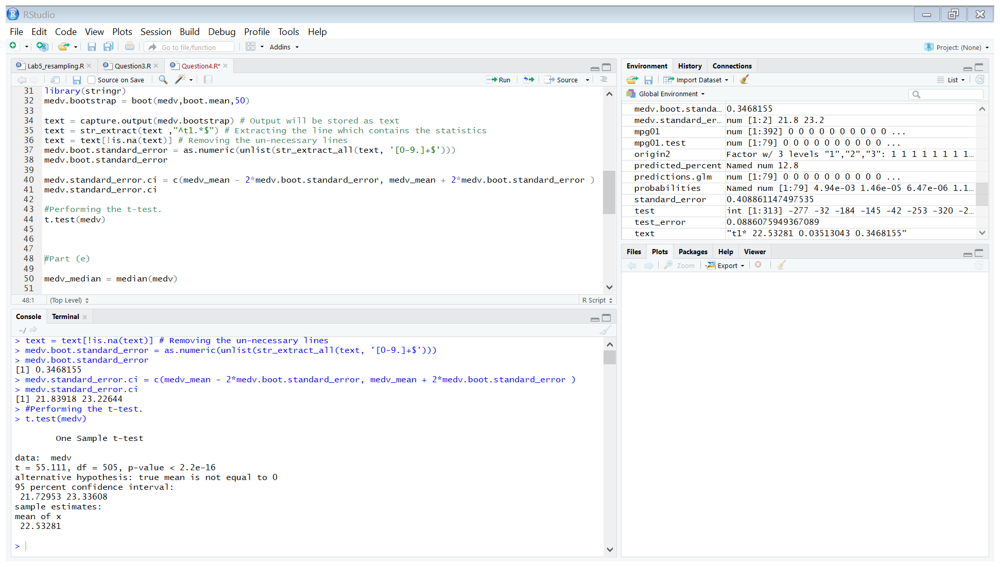 RStudio
File Edit Code View Plots Session Build Debug Profile Tools Help
Go to file/function Addins Project: (None)
Lab5_resampling.R Question3.R Question4.R*
Source on Save Run Source
31 library(stringr)
32 medv.bootstrap = boot(medv,boot.mean,50)
33
34 text = capture.output(medv.bootstrap) # Output will be stored as text
35 text = str_extract(text ,"^t1.*$") # Extracting the line which contains the statistics
36 text = text[!is.na(text)] # Removing the un-necessary lines
37 medv.boot.standard_error = as.numeric(unlist(str_extract_all(text, '[0-9.]+$')))
38 medv.boot.standard_error
39
40 medv.standard_error.ci = c(medv_mean - 2*medv.boot.standard_error, medv_mean + 2*medv.boot.standard_error )
41 medv.standard_error.ci
42
43 #Performing the t-test.
44 t.test(medv)
45
46
47
48 #Part (e)
49
50 medv_median = median(medv)
51
48:1 (Top Level) R Script
Console Terminal
~/
> text = text[!is.na(text)] # Removing the un-necessary lines
> medv.boot.standard_error = as.numeric(unlist(str_extract_all(text, '[0-9.]+$')))
> medv.boot.standard_error
[1] 0.3468155
> medv.standard_error.ci = c(medv_mean - 2*medv.boot.standard_error, medv_mean + 2*medv.boot.standard_error )
> medv.standard_error.ci
[1] 21.83918 23.22644
> #Performing the t-test.
> t.test(medv)
One Sample t-test
data:  medv
t = 55.111, df = 505, p-value < 2.2e-16
alternative hypothesis: true mean is not equal to 0
95 percent confidence interval:
21.72953 23.33608
sample estimates:
mean of x
22.53281
>
Environment History Connections
Import Dataset List
Global Environment
medv.boot.standa… 0.3468155
medv.standard_er… num [1:2] 21.8 23.2
mpg01 num [1:392] 0 0 0 0 0 0 0 0 0 0 ...
mpg01.test num [1:79] 0 0 0 0 0 0 0 0 0 0 ...
origin2 Factor w/ 3 levels "1","2","3": 1 1 1 1 1 1 1 1…
predicted_percent Named num 12.8
predictions.glm num [1:79] 0 0 0 0 0 0 0 0 0 0 ...
probabilities Named num [1:79] 4.94e-03 1.46e-05 6.47e-06 1.1…
standard_error 0.408861147497535
test int [1:313] -277 -32 -184 -145 -42 -253 -320 -2…
test_error 0.0886075949367089
text "t1* 22.53281 0.03513043 0.3468155"
Files Plots Packages Help Viewer
Zoom Export